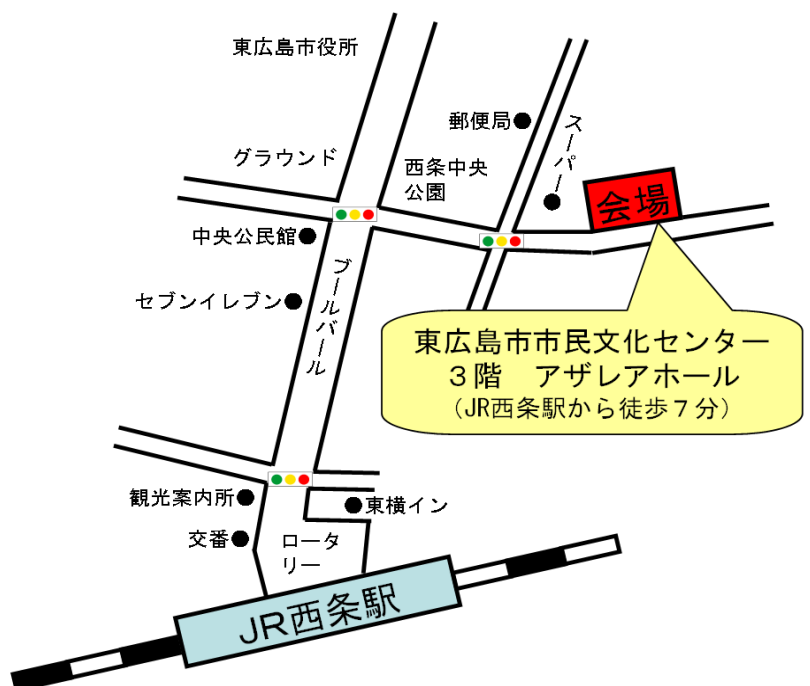 東広島市役所
郵便局
スーパー
グラウンド
西条中央
公園
会場
中央公民館
ブールバール
セブンイレブン
東広島市市民文化センター
３階　アザレアホール
（JR西条駅から徒歩７分）
観光案内所
東横イン
交番
ロータ
リー
JR西条駅